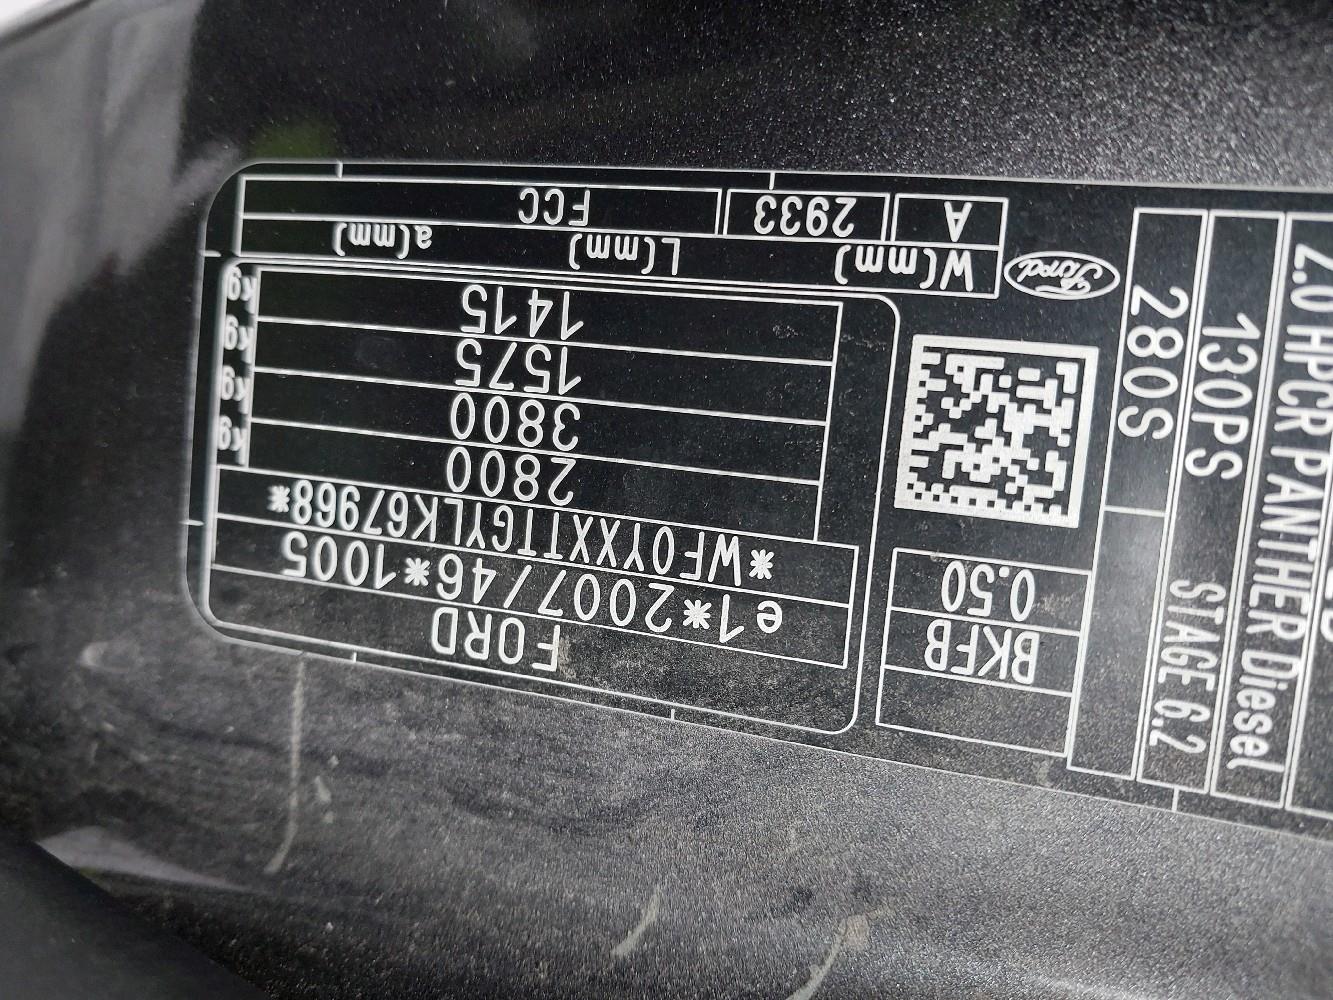 FORD
e1*2007/46*1005
*WF0YXXTTGYLK67968*
2800 kg
3800 kg
1575 kg
1415 kg
BKFB
0.50
W(mm) L(mm) a(mm)
A 2933 FCC
Ford
280S
130PS STAGE 6.2
2.0 HPCR PANTHER Diesel